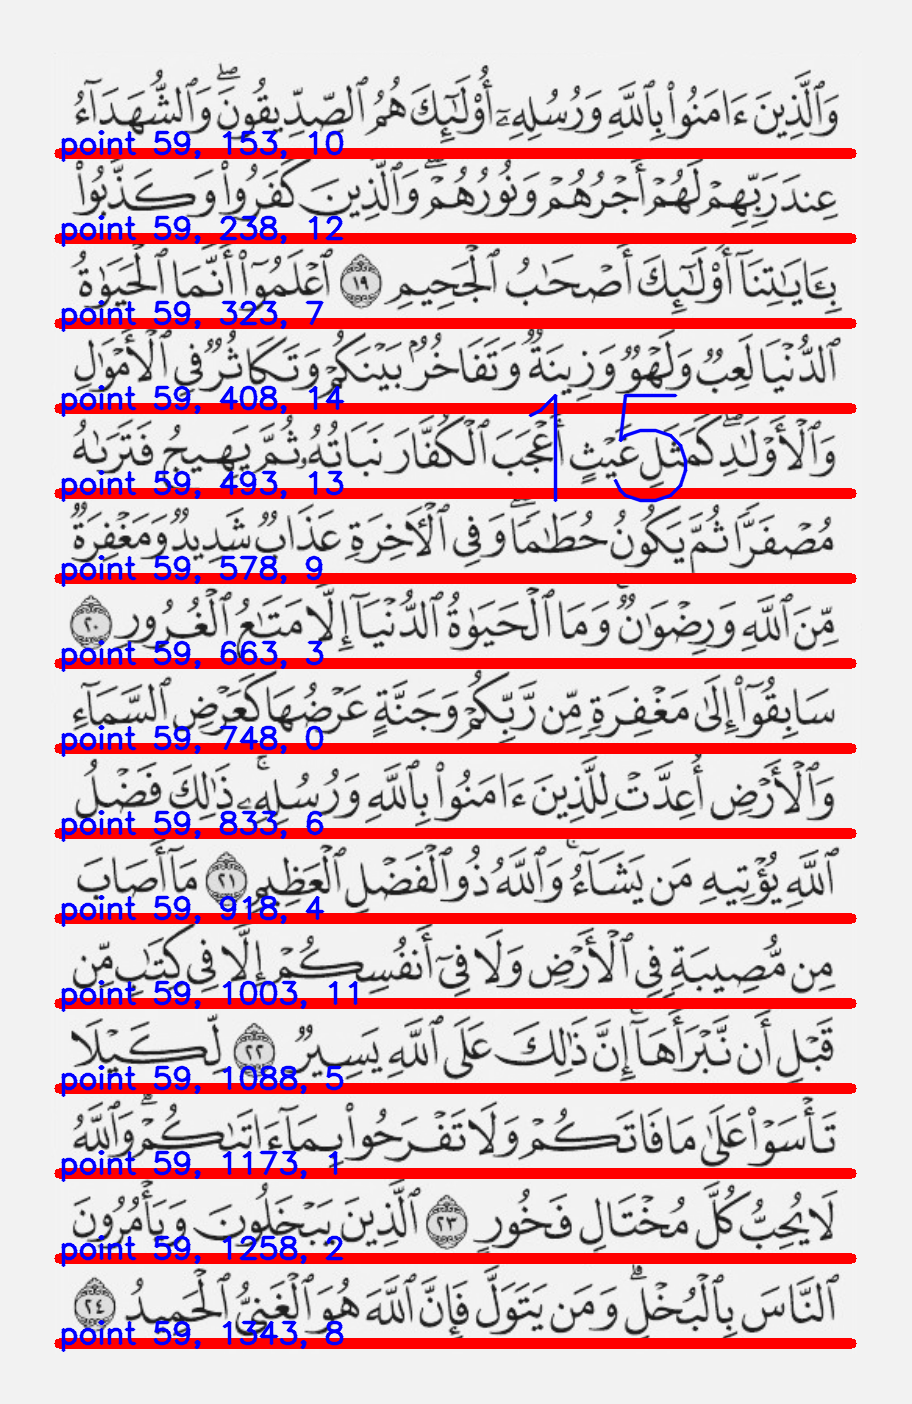 وَٱلَّذِينَ ءَامَنُوا۟ بِٱللَّهِ وَرُسُلِهِۦٓ أُو۟لَـٰٓئِكَ هُمُ ٱلصِّدِّيقُونَ ۖ وَٱلشُّهَدَآءُ
point 59, 153, 10
عِندَ رَبِّهِمْ لَهُمْ أَجْرُهُمْ وَنُورُهُمْ ۖ وَٱلَّذِينَ كَفَرُوا۟ وَكَذَّبُوا۟
point 59, 238, 12
بِـَٔايَـٰتِنَآ أُو۟لَـٰٓئِكَ أَصْحَـٰبُ ٱلْجَحِيمِ ١٩ ٱعْلَمُوٓا۟ أَنَّمَا ٱلْحَيَوٰةُ
point 59, 323, 7
ٱلدُّنْيَا لَعِبٌ وَلَهْوٌ وَزِينَةٌ وَتَفَاخُرٌۢ بَيْنَكُمْ وَتَكَاثُرٌ فِى ٱلْأَمْوَٰلِ
point 59, 408, 14
وَٱلْأَوْلَـٰدِ ۖ كَمَثَلِ غَيْثٍ أَعْجَبَ ٱلْكُفَّارَ نَبَاتُهُۥ ثُمَّ يَهِيجُ فَتَرَىٰهُ
15
point 59, 493, 13
مُصْفَرًّا ثُمَّ يَكُونُ حُطَـٰمًا ۖ وَفِى ٱلْـَٔاخِرَةِ عَذَابٌ شَدِيدٌ وَمَغْفِرَةٌ
point 59, 578, 9
مِّنَ ٱللَّهِ وَرِضْوَٰنٌ ۚ وَمَا ٱلْحَيَوٰةُ ٱلدُّنْيَآ إِلَّا مَتَـٰعُ ٱلْغُرُورِ ٢٠
point 59, 663, 3
سَابِقُوٓا۟ إِلَىٰ مَغْفِرَةٍ مِّن رَّبِّكُمْ وَجَنَّةٍ عَرْضُهَا كَعَرْضِ ٱلسَّمَآءِ
point 59, 748, 0
وَٱلْأَرْضِ أُعِدَّتْ لِلَّذِينَ ءَامَنُوا۟ بِٱللَّهِ وَرُسُلِهِۦ ۚ ذَٰلِكَ فَضْلُ
point 59, 833, 6
ٱللَّهِ يُؤْتِيهِ مَن يَشَآءُ ۚ وَٱللَّهُ ذُو ٱلْفَضْلِ ٱلْعَظِيمِ ٢١ مَآ أَصَابَ
point 59, 918, 4
مِن مُّصِيبَةٍ فِى ٱلْأَرْضِ وَلَا فِىٓ أَنفُسِكُمْ إِلَّا فِى كِتَـٰبٍ مِّن
point 59, 1003, 11
قَبْلِ أَن نَّبْرَأَهَآ ۚ إِنَّ ذَٰلِكَ عَلَى ٱللَّهِ يَسِيرٌ ٢٢ لِّكَيْلَا
point 59, 1088, 5
تَأْسَوْا۟ عَلَىٰ مَا فَاتَكُمْ وَلَا تَفْرَحُوا۟ بِمَآ ءَاتَىٰكُمْ ۗ وَٱللَّهُ
point 59, 1173, 1
لَا يُحِبُّ كُلَّ مُخْتَالٍ فَخُورٍ ٢٣ ٱلَّذِينَ يَبْخَلُونَ وَيَأْمُرُونَ
point 59, 1258, 2
ٱلنَّاسَ بِٱلْبُخْلِ ۗ وَمَن يَتَوَلَّ فَإِنَّ ٱللَّهَ هُوَ ٱلْغَنِىُّ ٱلْحَمِيدُ ٢٤
point 59, 1343, 8